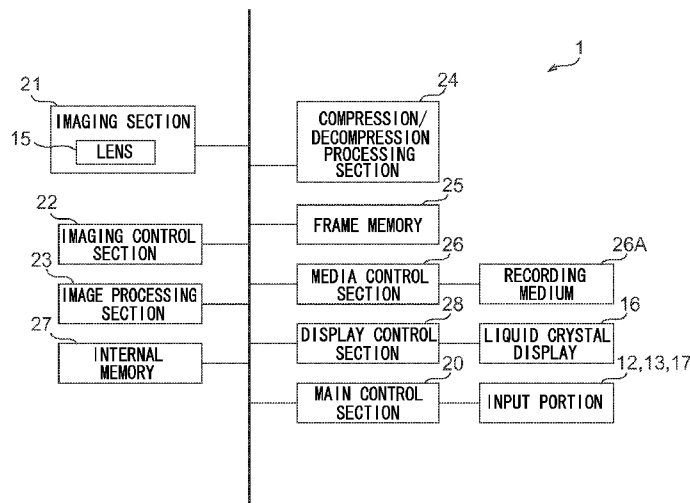 1
21
IMAGING SECTION
15
LENS
22
IMAGING CONTROL
SECTION
23
IMAGE PROCESSING
SECTION
27
INTERNAL
MEMORY
24
COMPRESSION/
DECOMPRESSION
PROCESSING
SECTION
25
FRAME MEMORY
26
MEDIA CONTROL
SECTION
26A
RECORDING
MEDIUM
28
DISPLAY CONTROL
SECTION
16
LIQUID CRYSTAL
DISPLAY
20
MAIN CONTROL
SECTION
12,13,17
INPUT PORTION